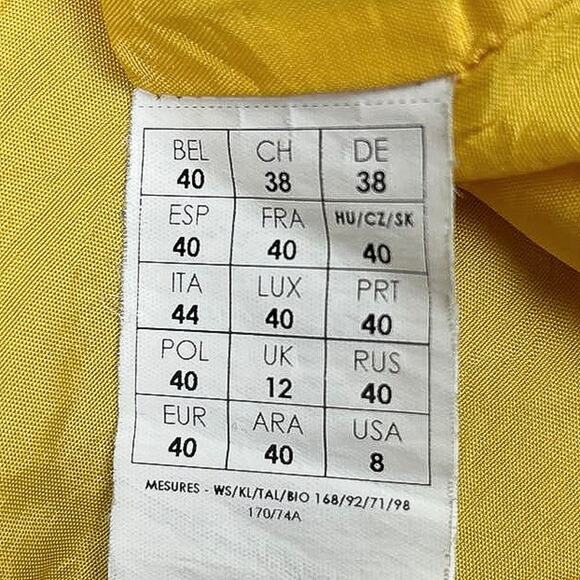 BEL CH DE
40 38 38
ESP FRA HU/CZ/SK
40 40 40
ITA LUX PRT
44 40 40
POL UK RUS
40 12 40
EUR ARA USA
40 40 8
MESURES - WS/KL/TAL/BIO 168/92/71/98
170/74A